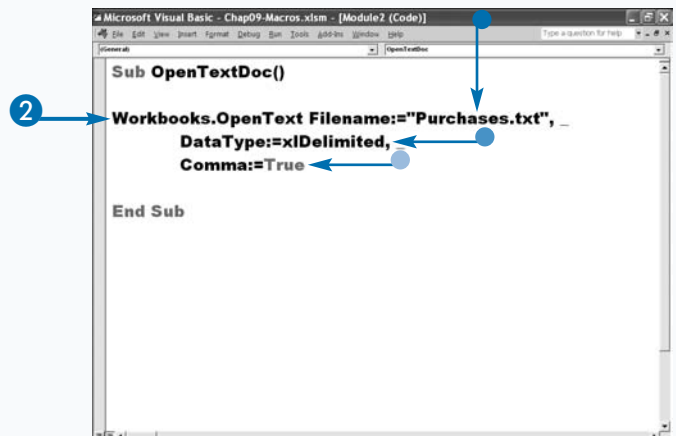 Microsoft Visual Basic - Chap09-Macros.xlsm - [Module2 (Code)]
File Edit View Insert Format Debug Run Tools Add-Ins Window Help Type a question for help
(General) OpenTextDoc
Sub OpenTextDoc()
2
Workbooks.OpenText Filename:="Purchases.txt", _
DataType:=xlDelimited, _
Comma:=True
End Sub